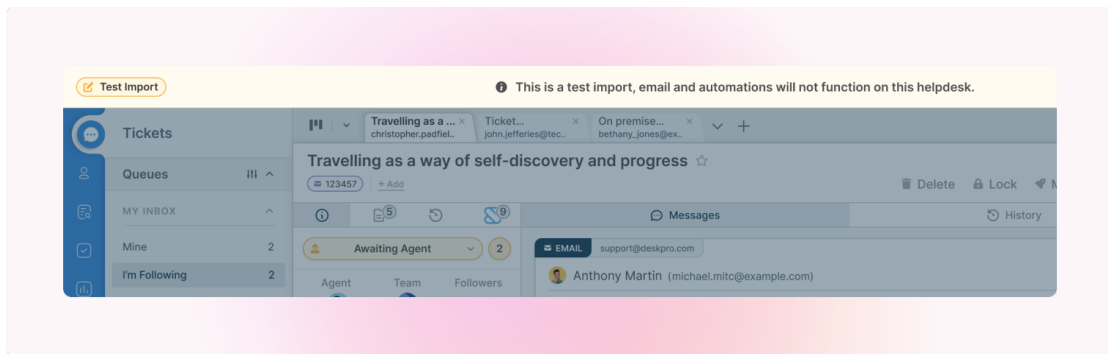 Test Import
This is a test import, email and automations will not function on this helpdesk.
Tickets
Queues
MY INBOX
Mine 2
I'm Following 2
Travelling as a ... ×
christopher.padfiel..
Ticket... ×
john.jefferies@tec..
On premise... ×
bethany_jones@ex..
Travelling as a way of self-discovery and progress
123457
+ Add
Delete Lock
5 9
Messages
History
Awaiting Agent 2
Agent Team Followers
EMAIL support@deskpro.com
Anthony Martin (michael.mitc@example.com)